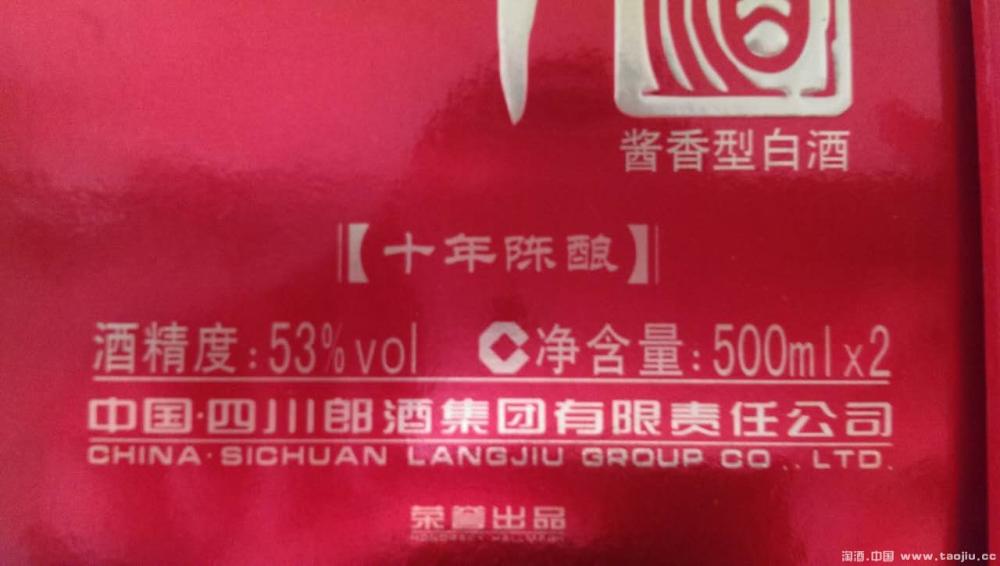 酱香型白酒
【十年陈酿】
酒精度:53%vol 净含量:500mlx2
中国·四川郎酒集团有限责任公司
CHINA·SICHUAN LANGJIU GROUP CO.,LTD.
荣誉出品
淘酒.中国 www.taojiu.cc